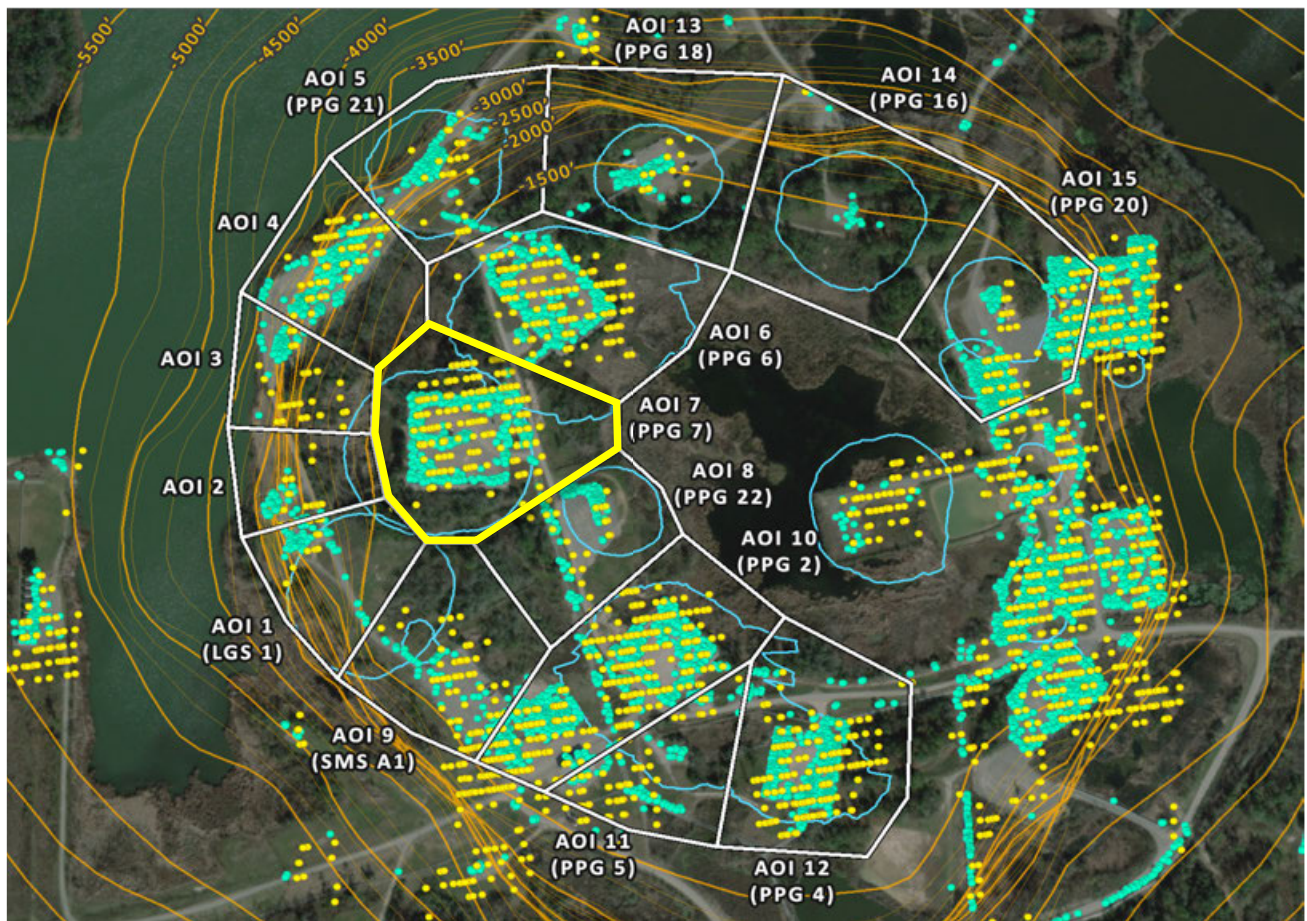 -5500'
-5000'
-4500'
-4000'
-3500'
-3000'
-2500'
-2000'
-1500'
AOI 13
(PPG 18)
AOI 5
(PPG 21)
AOI 14
(PPG 16)
AOI 15
(PPG 20)
AOI 4
AOI 3
AOI 6
(PPG 6)
AOI 7
(PPG 7)
AOI 2
AOI 8
(PPG 22)
AOI 10
(PPG 2)
AOI 1
(LGS 1)
AOI 9
(SMS A1)
AOI 11
(PPG 5)
AOI 12
(PPG 4)